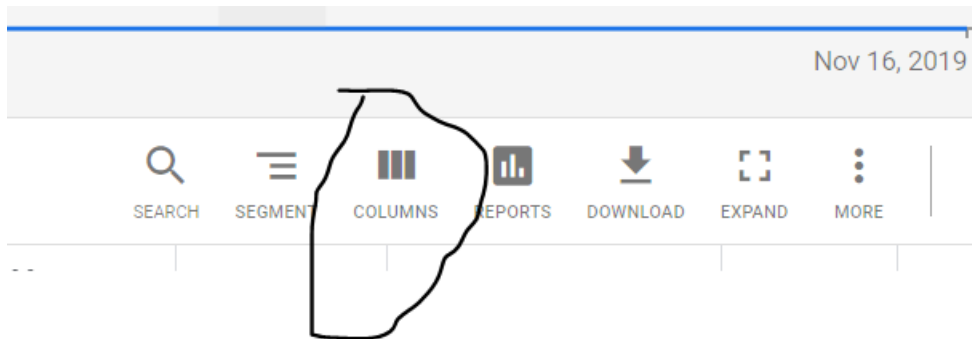 Nov 16, 2019
SEARCH SEGMENT COLUMNS REPORTS DOWNLOAD EXPAND MORE